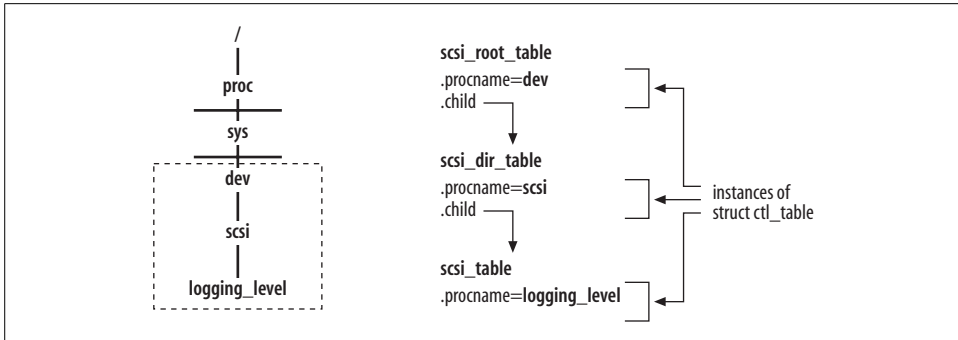 /
proc
sys
dev
scsi
logging_level
scsi_root_table
.procname=dev
.child
scsi_dir_table
.procname=scsi
.child
scsi_table
.procname=logging_level
instances of
struct ctl_table